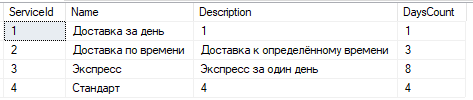 ServiceId Name Description DaysCount
1 Доставка за день 1 1
2 Доставка по времени Доставка к определённому времени 3
3 Экспресс Экспресс за один день 8
4 Стандарт 4 4